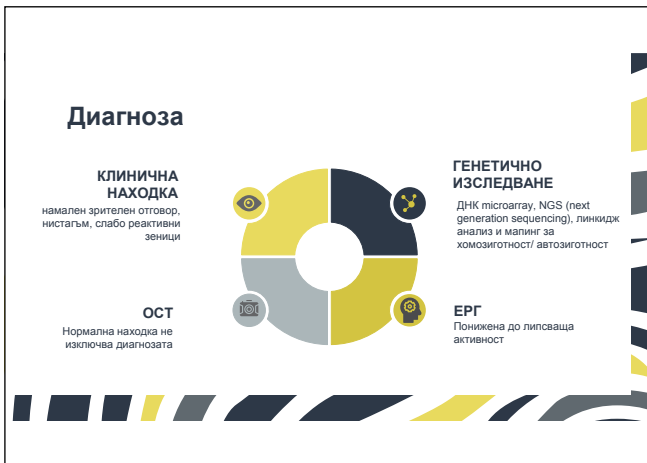 Диагноза
КЛИНИЧНА
НАХОДКА
намален зрителен отговор,
нистагъм, слабо реактивни
зеници
ГЕНЕТИЧНО
ИЗСЛЕДВАНЕ
ДНК microarray, NGS (next
generation sequencing), линкидж
анализ и мапинг за
хомозиготност/ автозиготност
ОСТ
Нормална находка не
изключва диагнозата
ЕРГ
Понижена до липсваща
активност